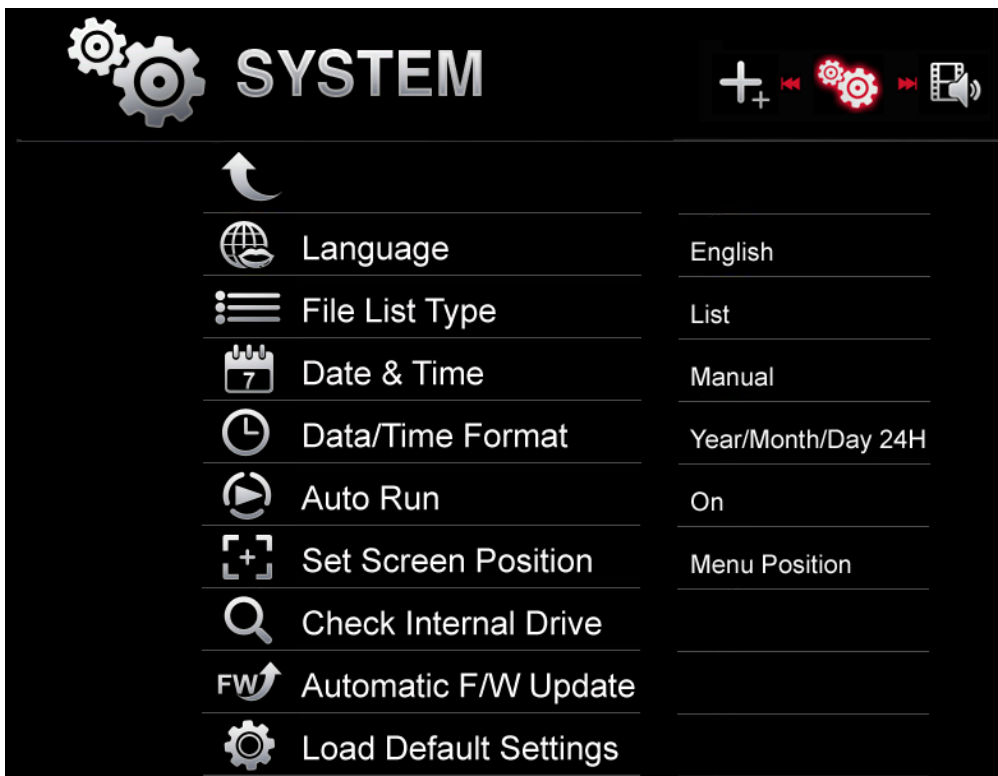 SYSTEM
Language English
File List Type List
7 Date & Time Manual
Data/Time Format Year/Month/Day 24H
Auto Run On
Set Screen Position Menu Position
Check Internal Drive
FW Automatic F/W Update
Load Default Settings